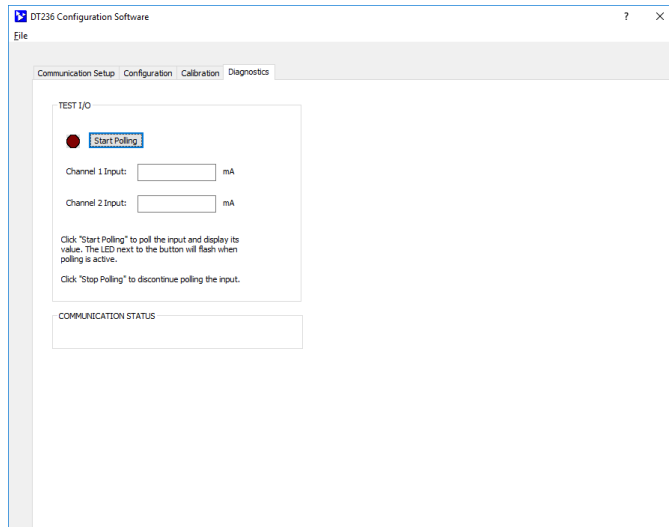 DT236 Configuration Software
?
File
Communication Setup Configuration Calibration Diagnostics
TEST I/O
Start Polling
Channel 1 Input: mA
Channel 2 Input: mA
Click "Start Polling" to poll the input and display its
value. The LED next to the button will flash when
polling is active.
Click "Stop Polling" to discontinue polling the input.
COMMUNICATION STATUS